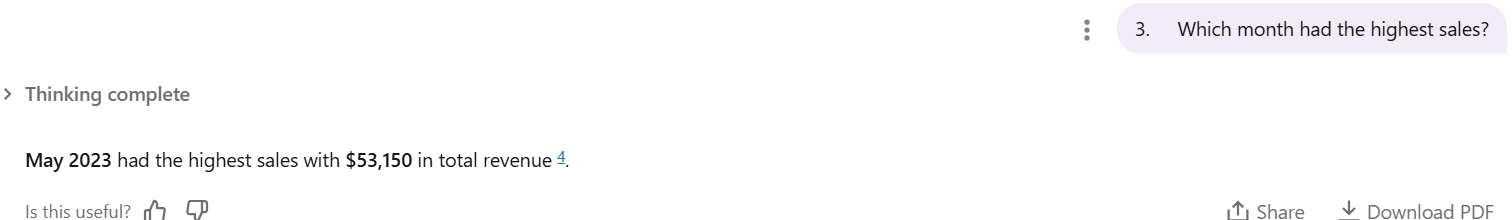 3. Which month had the highest sales?
Thinking complete
May 2023 had the highest sales with $53,150 in total revenue 4.
Is this useful?
Share Download PDF